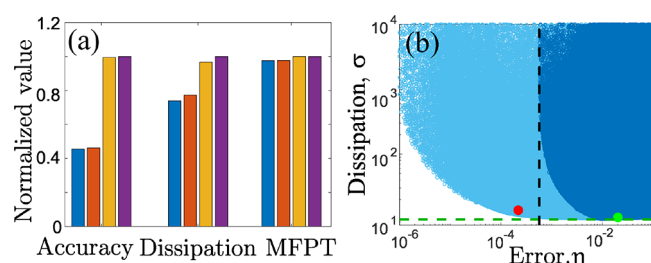 (a)
Normalized value
1.2
0.8
0.4
0
Accuracy Dissipation MFPT
(b)
Dissipation, σ
10^4
10^3
10^2
10^1
10^-6 10^-4 10^-2
Error,η